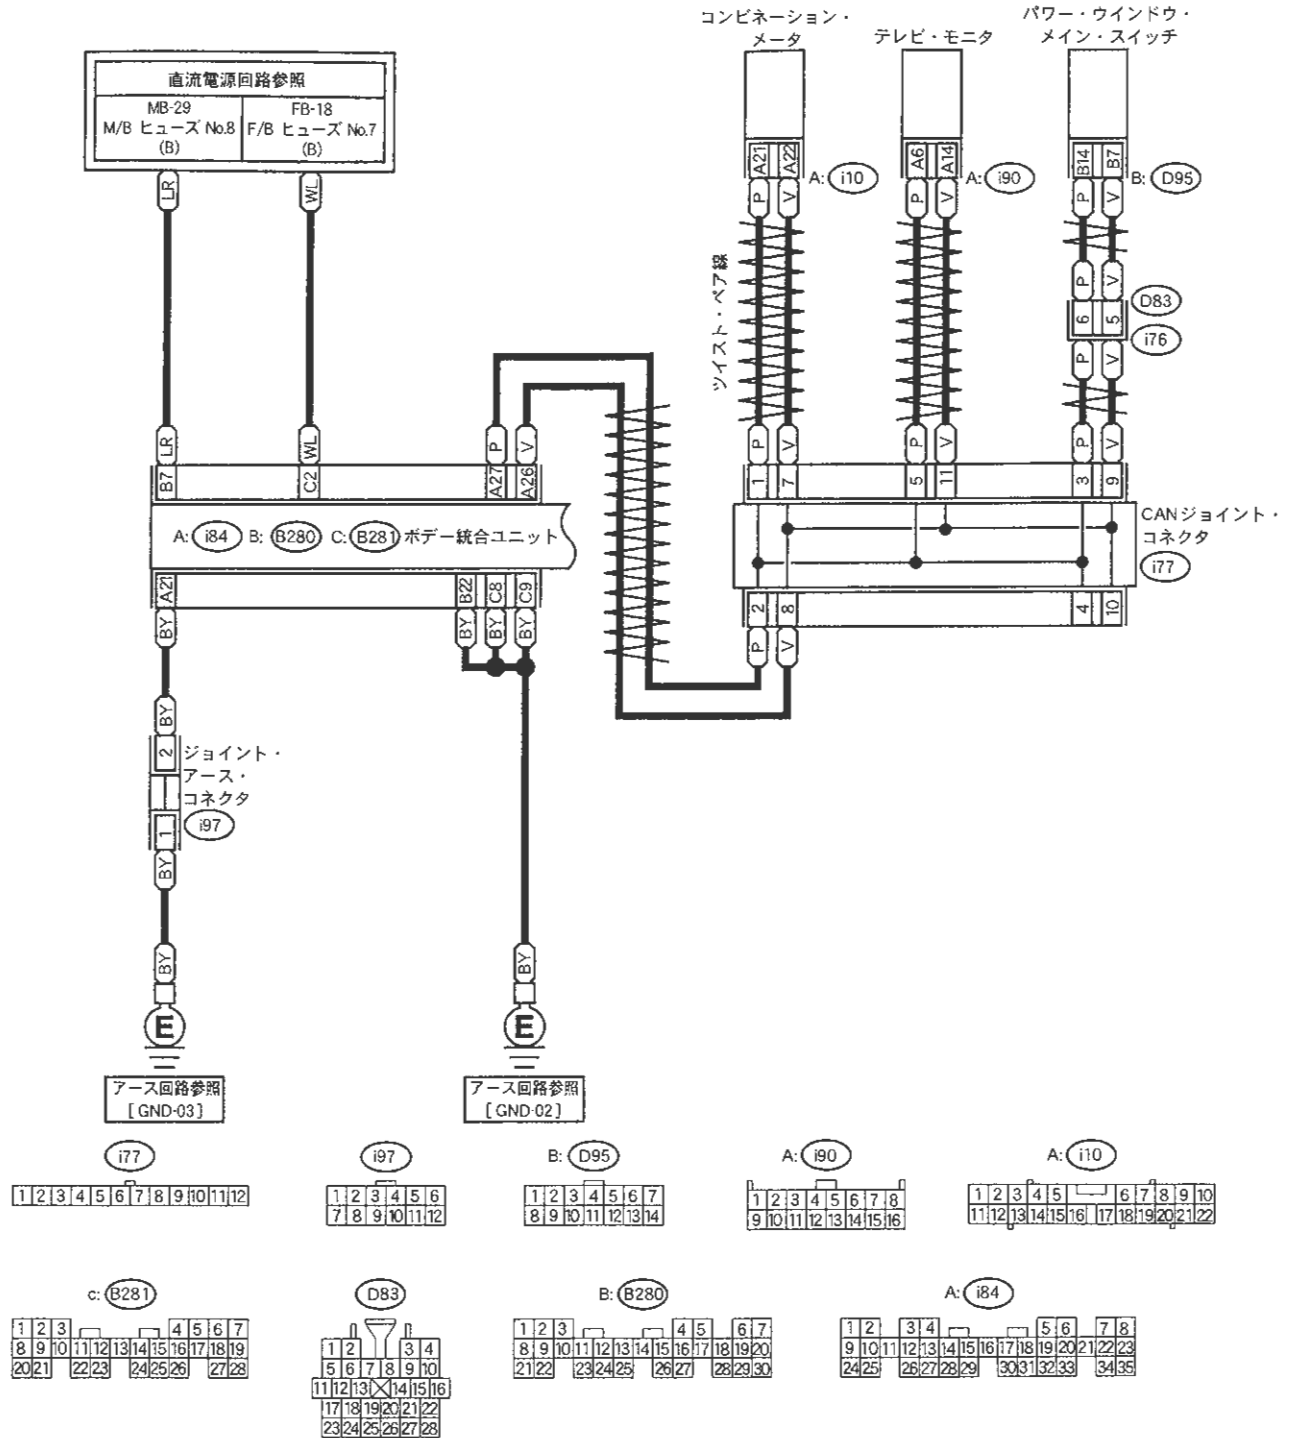 コンビネーション・
メータ
テレビ・モニタ
パワー・ウインドウ・
メイン・スイッチ
直流電源回路参照
MB-29
M/B ヒューズ No.8
(B)
FB-18
F/B ヒューズ No.7
(B)
A21 A22
A: i10
A6 A14
A: i90
B14 B7
B: D95
LR WL
P V P V P V
ツイスト・ペア線
P V
D83
6 5
i76
P V
LR WL P V
P V P V P V
B7 C2 A27 A26
1 7 5 11 3 9
A: i84 B: B280 C: B281 ボデー統合ユニット
CANジョイント・
コネクタ
i77
A21 B22 C8 C9
2 8 4 10
BY BY BY BY
P V
BY
2
ジョイント・
アース・
コネクタ
i97
1
BY
BY BY
E E
アース回路参照
[GND-03]
アース回路参照
[GND-02]
i77
1 2 3 4 5 6 7 8 9 10 11 12
i97
1 2 3 4 5 6
7 8 9 10 11 12
B: D95
1 2 3 4 5 6 7
8 9 10 11 12 13 14
A: i90
1 2 3 4 5 6 7 8
9 10 11 12 13 14 15 16
A: i10
1 2 3 4 5 6 7 8 9 10
11 12 13 14 15 16 17 18 19 20 21 22
c: B281
1 2 3 4 5 6 7
8 9 10 11 12 13 14 15 16 17 18 19
20 21 22 23 24 25 26 27 28
D83
1 2 3 4
5 6 7 8 9 10
11 12 13 14 15 16
17 18 19 20 21 22
23 24 25 26 27 28
B: B280
1 2 3 4 5 6 7
8 9 10 11 12 13 14 15 16 17 18 19 20
21 22 23 24 25 26 27 28 29 30
A: i84
1 2 3 4 5 6 7 8
9 10 11 12 13 14 15 16 17 18 19 20 21 22 23
24 25 26 27 28 29 30 31 32 33 34 35